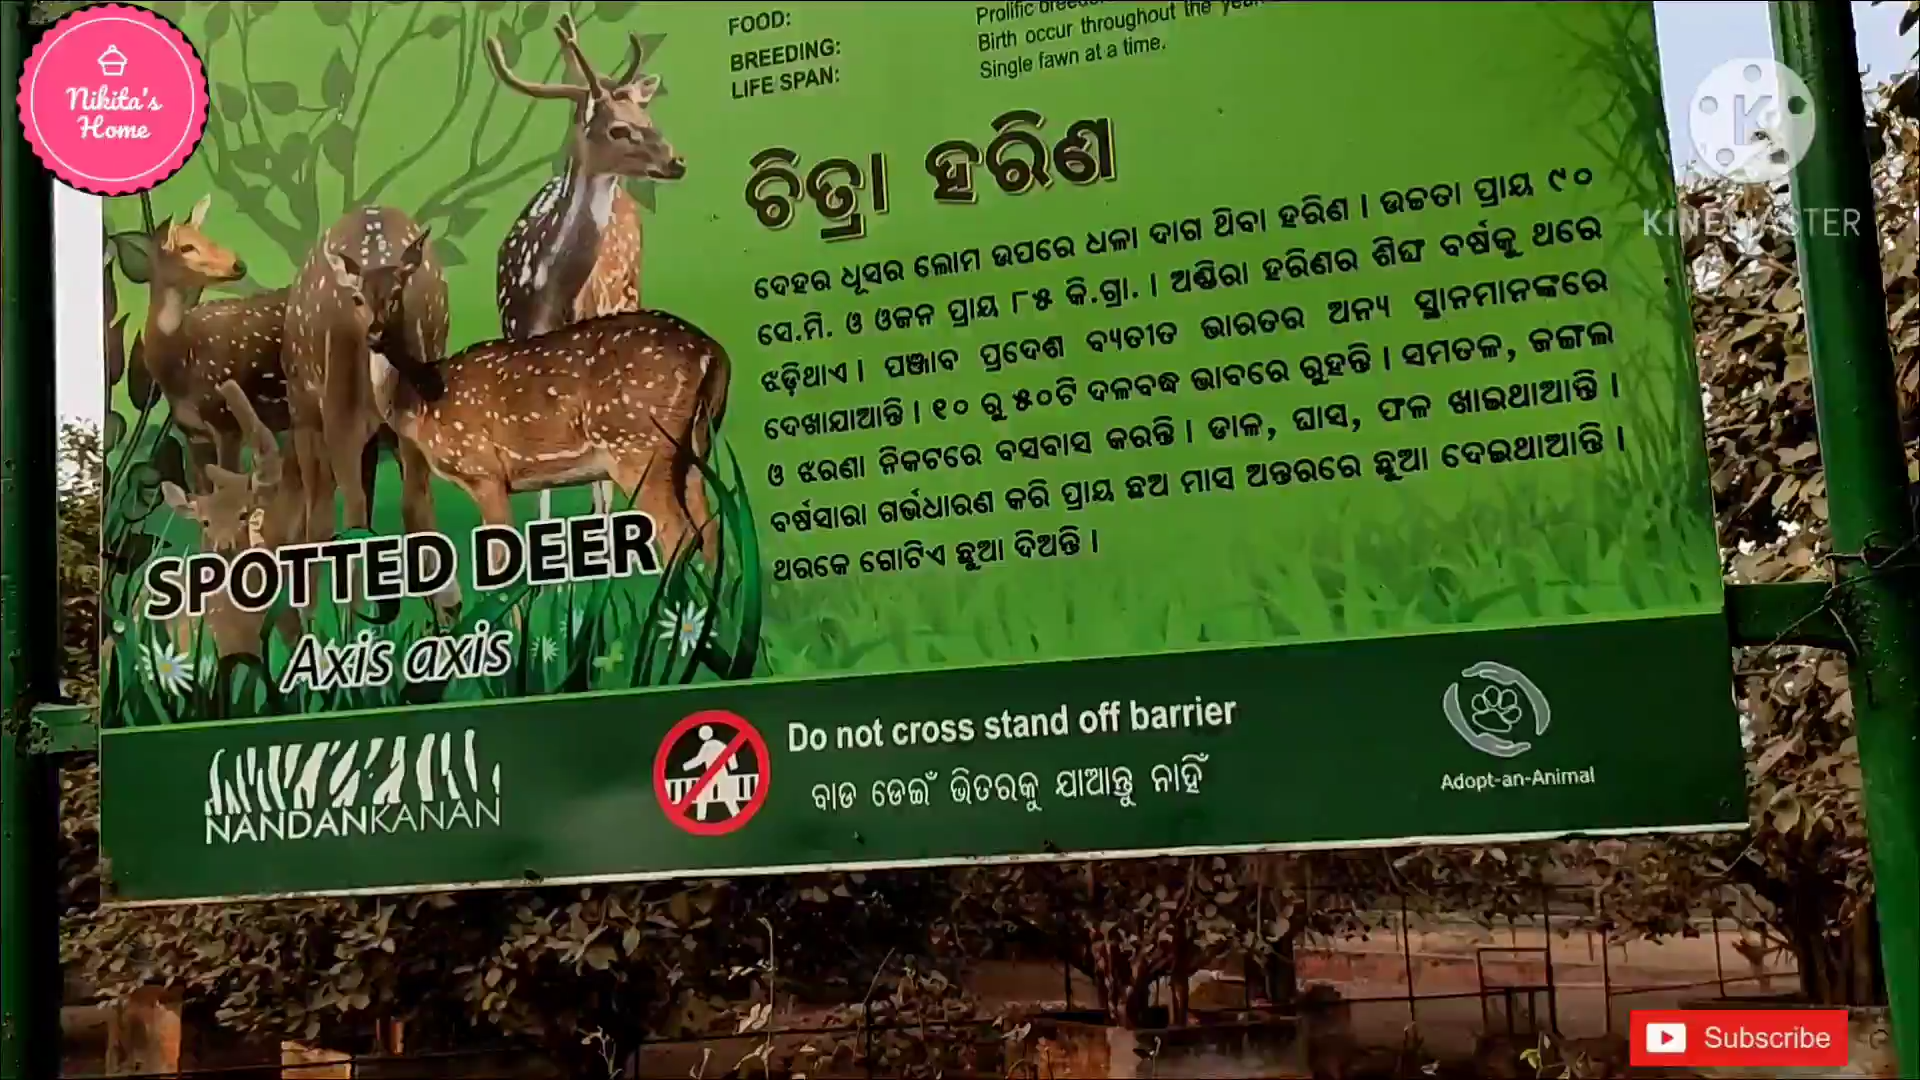 Nikita's
Home
FOOD:
BREEDING:
LIFE SPAN:
Prolific
Birth occur throughout the year
Single fawn at a time.
ଚିତ୍ରା ହରିଣ
ଦେହର ଧୂସର ଲୋମ ଉପରେ ଧଳା ଦାଗ ଥିବା ହରିଣ । ଉଚ୍ଚତା ପ୍ରାୟ ୯୦
ସେ.ମି. ଓ ଓଜନ ପ୍ରାୟ ୮୫ କି.ଗ୍ରା. । ଅଣ୍ଡିରା ହରିଣର ଶିଙ୍ଘ ବର୍ଷକୁ ଥରେ
ଝଡ଼ିଥାଏ । ପଞ୍ଜାବ ପ୍ରଦେଶ ବ୍ୟତୀତ ଭାରତର ଅନ୍ୟ ସ୍ଥାନମାନଙ୍କରେ
ଦେଖାଯାଆନ୍ତି । ୧୦ ରୁ ୫୦ଟି ଦଳବଦ୍ଧ ଭାବରେ ରୁହନ୍ତି । ସମତଳ, ଜଙ୍ଗଲ
ଓ ଝରଣା ନିକଟରେ ବସବାସ କରନ୍ତି । ଡାଳ, ଘାସ, ଫଳ ଖାଇଥାଆନ୍ତି ।
ବର୍ଷସାରା ଗର୍ଭଧାରଣ କରି ପ୍ରାୟ ଛଅ ମାସ ଅନ୍ତରରେ ଛୁଆ ଦେଇଥାଆନ୍ତି ।
ଥରକେ ଗୋଟିଏ ଛୁଆ ଦିଅନ୍ତି ।
SPOTTED DEER
Axis axis
NANDANKANAN
Do not cross stand off barrier
ବାଡ ଡେଇଁ ଭିତରକୁ ଯାଆନ୍ତୁ ନାହିଁ
Adopt-an-Animal
K
KINEMASTER
Subscribe